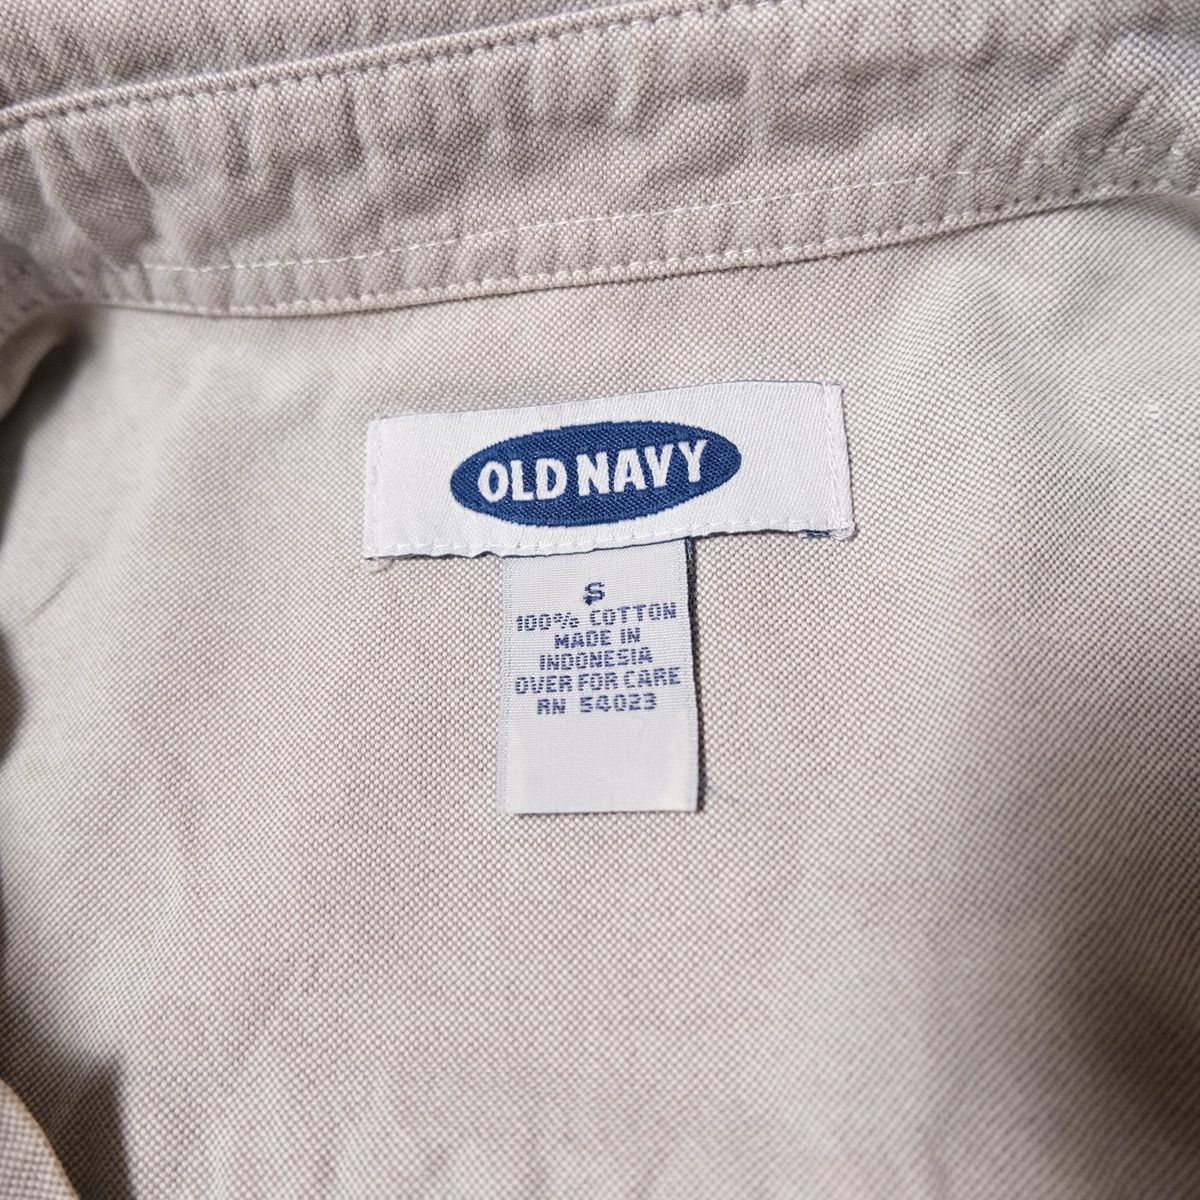 OLD NAVY
S
100% COTTON
MADE IN
INDONESIA
OVER FOR CARE
RN 54023